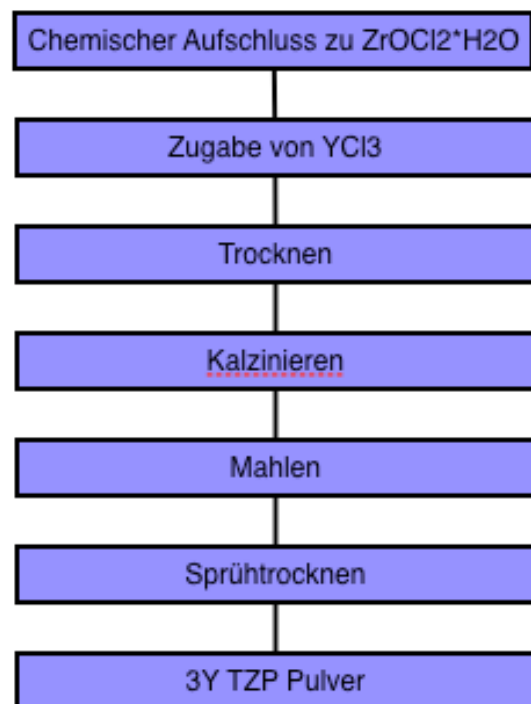 Chemischer Aufschluss zu ZrOCl2*H2O
Zugabe von YCl3
Trocknen
Kalzinieren
Mahlen
Sprühtrocknen
3Y TZP Pulver